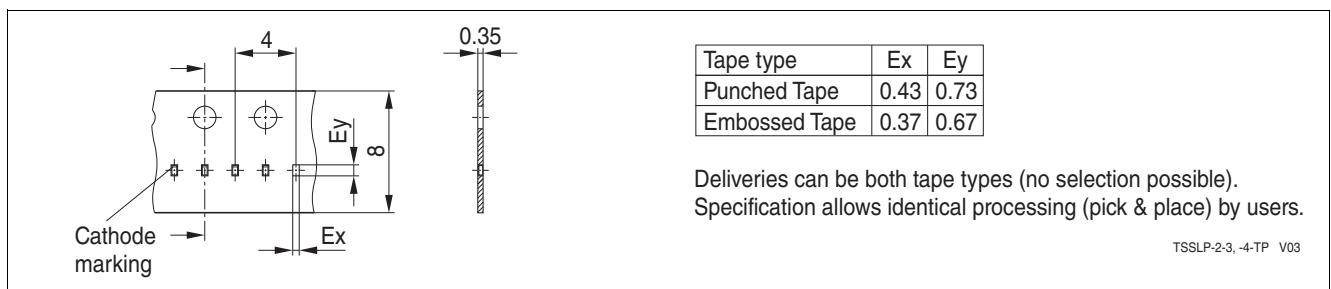 4
0.35
Ey
8
Cathode
marking
Ex
Tape type Ex Ey
Punched Tape 0.43 0.73
Embossed Tape 0.37 0.67
Deliveries can be both tape types (no selection possible).
Specification allows identical processing (pick & place) by users.
TSSLP-2-3, -4-TP V03